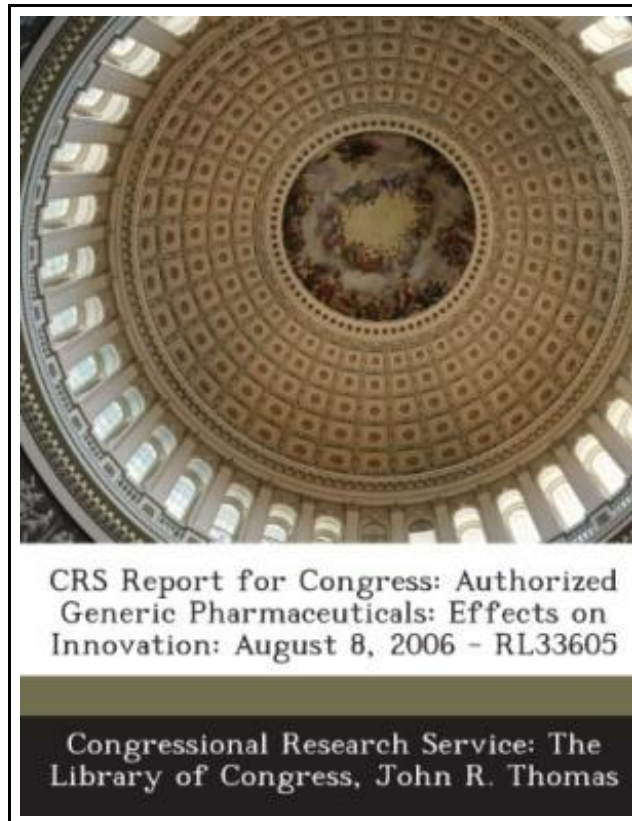 CRS Report for Congress: Authorized
Generic Pharmaceuticals: Effects on
Innovation: August 8, 2006 - RL33605
Congressional Research Service: The
Library of Congress, John R. Thomas